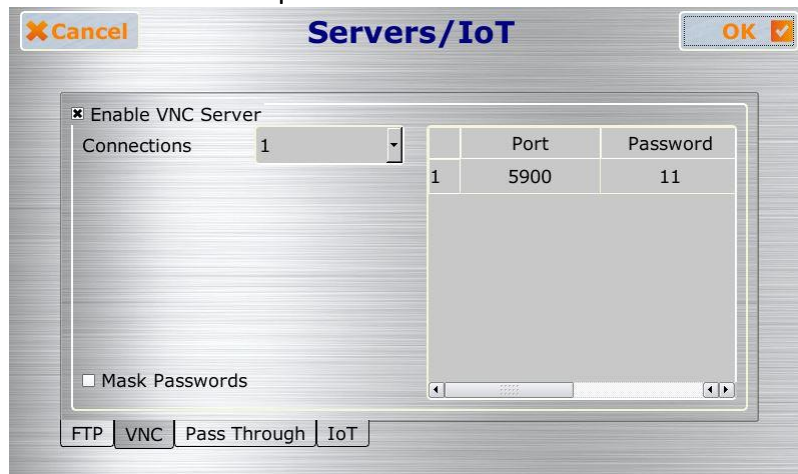 Cancel Servers/IoT OK
Enable VNC Server
Connections 1
Port Password
1 5900 11
Mask Passwords
FTP VNC Pass Through IoT